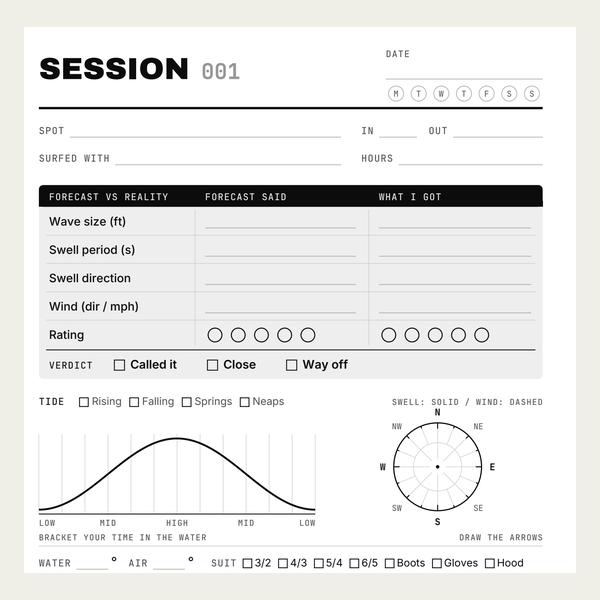 DATE
SESSION 001
M T W T F S S
SPOT IN OUT
SURFED WITH HOURS
FORECAST VS REALITY FORECAST SAID WHAT I GOT
Wave size (ft)
Swell period (s)
Swell direction
Wind (dir / mph)
Rating
VERDICT Called it Close Way off
TIDE Rising Falling Springs Neaps
SWELL: SOLID / WIND: DASHED
N
NW NE
W E
SW SE
S
LOW MID HIGH MID LOW
BRACKET YOUR TIME IN THE WATER
DRAW THE ARROWS
WATER ° AIR ° SUIT 3/2 4/3 5/4 6/5 Boots Gloves Hood